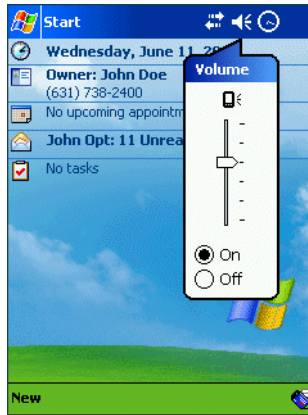 Start
Wednesday, June 11, 20
Volume
Owner: John Doe
(631) 738-2400
No upcoming appointm
John Opt: 11 Unrea
No tasks
On
Off
New